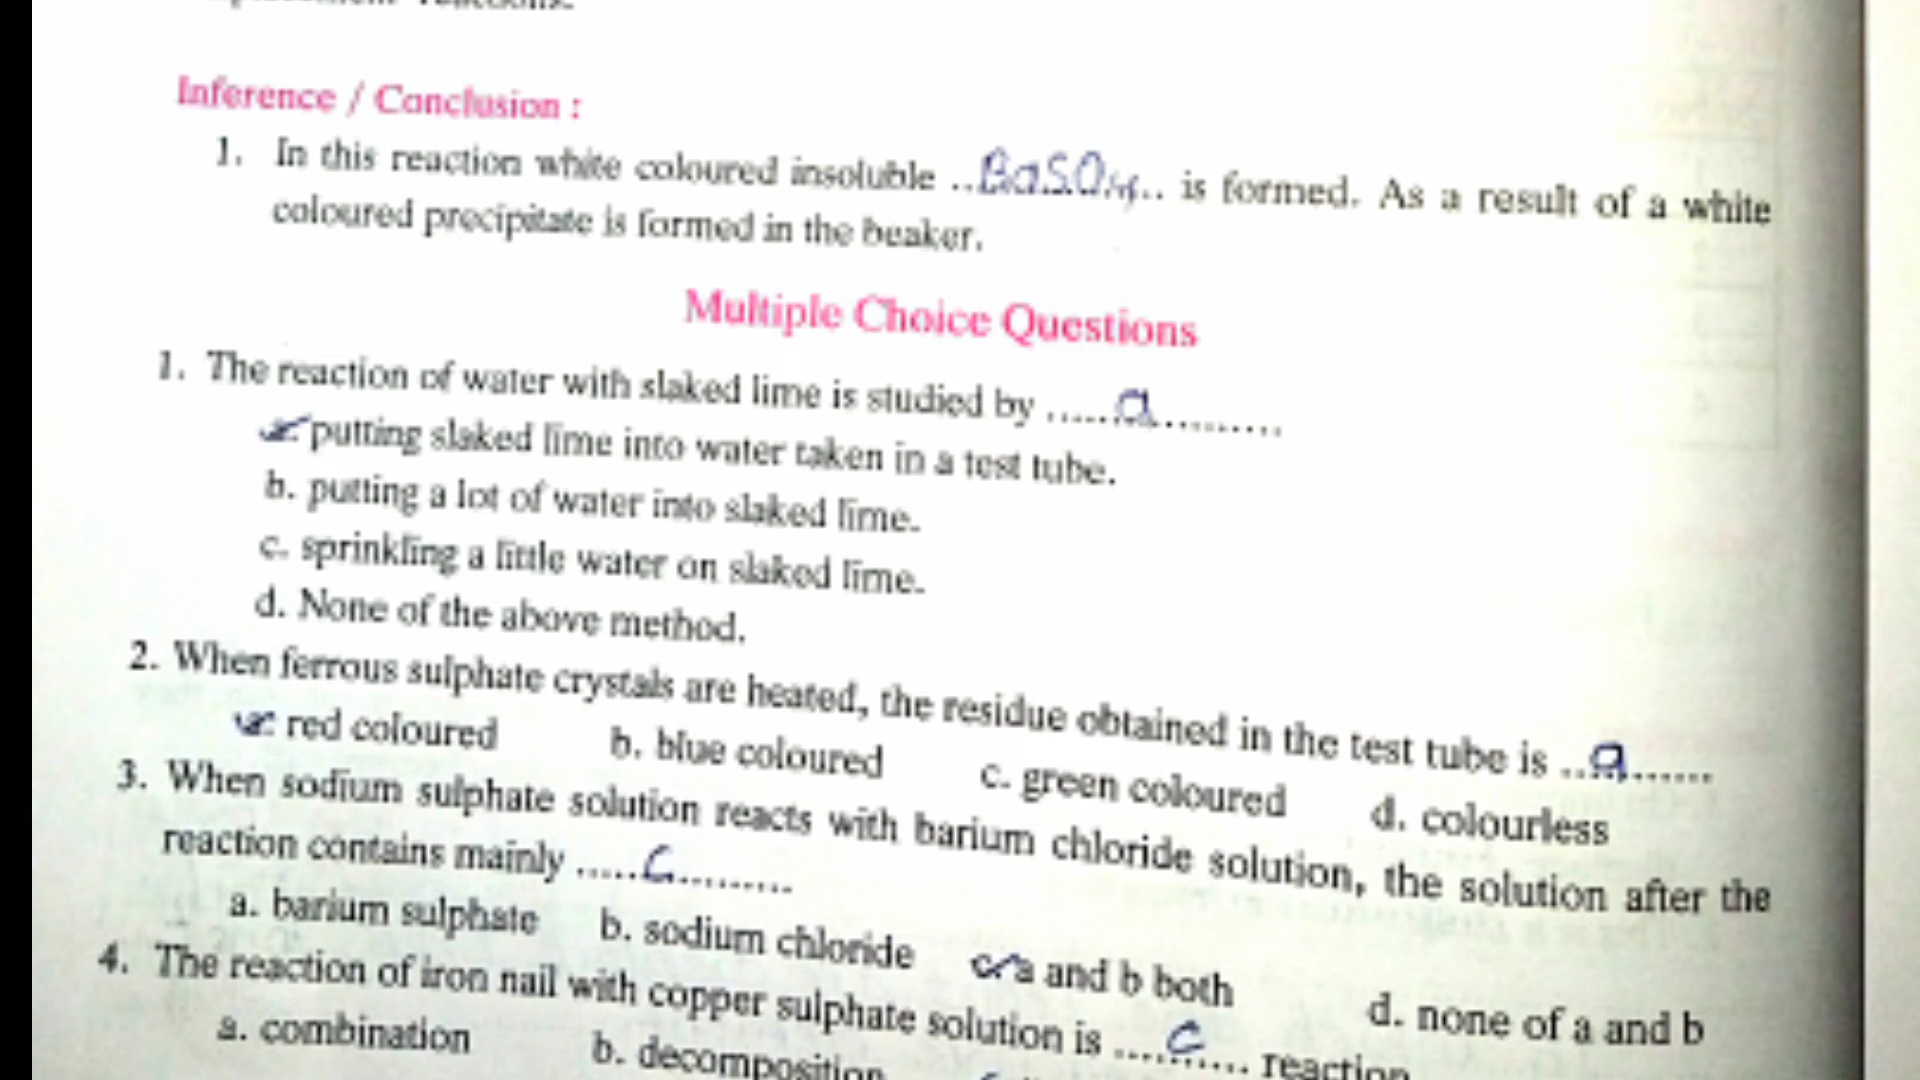 reactions.
Inference / Conclusion :
1. In this reaction white coloured insoluble ..BaSO4.. is formed. As a result of a white
coloured precipitate is formed in the beaker.
Multiple Choice Questions
1. The reaction of water with slaked lime is studied by .....a...........
putting slaked lime into water taken in a test tube.
b. putting a lot of water into slaked lime.
c. sprinkling a little water on slaked lime.
d. None of the above method.
2. When ferrous sulphate crystals are heated, the residue obtained in the test tube is ..a.......
red coloured b. blue coloured c. green coloured d. colourless
3. When sodium sulphate solution reacts with barium chloride solution, the solution after the
reaction contains mainly .....c..........
a. barium sulphate b. sodium chloride c. a and b both d. none of a and b
4. The reaction of iron nail with copper sulphate solution is .....c..... reaction
a. combination b. decomposition